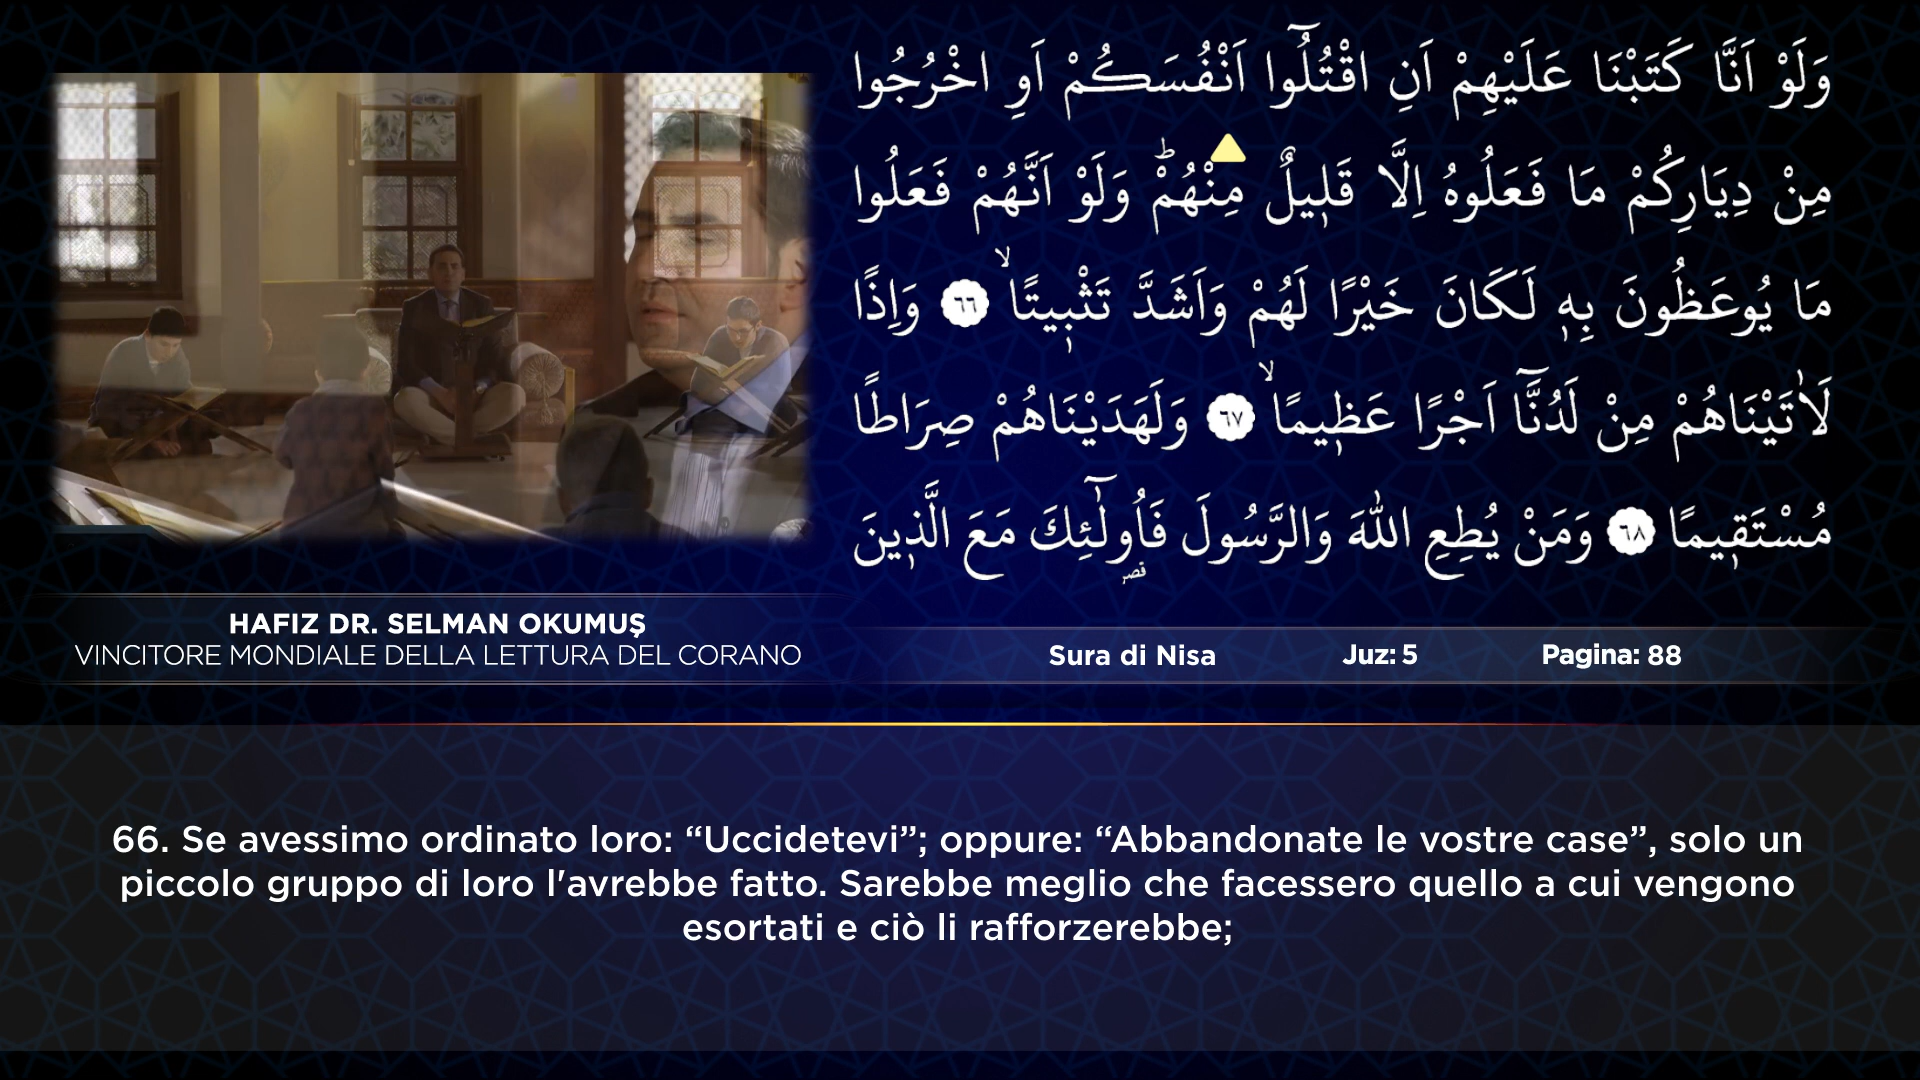 وَلَوْ اَنَّا كَتَبْنَا عَلَيْهِمْ اَنِ اقْتُلُٓوا اَنْفُسَكُمْ اَوِ اخْرُجُوا
مِنْ دِيَارِكُمْ مَا فَعَلُوهُ اِلَّا قَلٖيلٌ مِنْهُمْؕ وَلَوْ اَنَّهُمْ فَعَلُوا
مَا يُوعَظُونَ بِهٖ لَكَانَ خَيْرًا لَهُمْ وَاَشَدَّ تَثْبٖيتًاۙ ٦٦ وَاِذًا
لَاٰتَيْنَاهُمْ مِنْ لَدُنَّٓا اَجْرًا عَظٖيمًاۙ ٦٧ وَلَهَدَيْنَاهُمْ صِرَاطًا
مُسْتَقٖيمًا ٦٨ وَمَنْ يُطِعِ اللّٰهَ وَالرَّسُولَ فَاُو۬لٰٓئِكَ مَعَ الَّذٖينَ
قصر
HAFIZ DR. SELMAN OKUMUŞ
VINCITORE MONDIALE DELLA LETTURA DEL CORANO
Sura di Nisa Juz: 5 Pagina: 88
66. Se avessimo ordinato loro: “Uccidetevi”; oppure: “Abbandonate le vostre case”, solo un
piccolo gruppo di loro l'avrebbe fatto. Sarebbe meglio che facessero quello a cui vengono
esortati e ciò li rafforzerebbe;